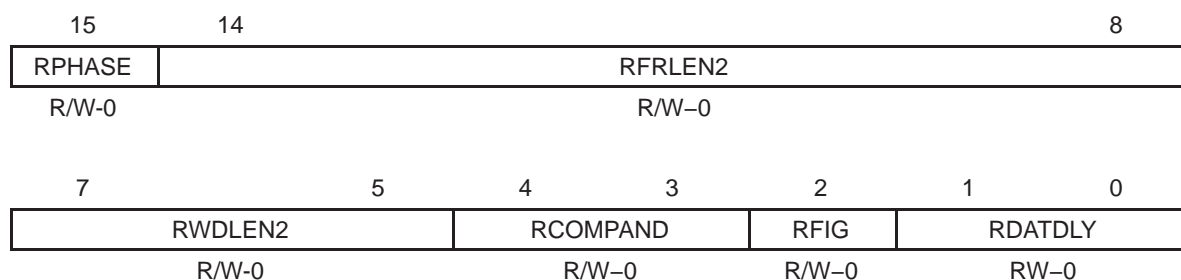 15 14 8
RPHASE RFRLEN2
R/W-0 R/W−0
7 5 4 3 2 1 0
RWDLEN2 RCOMPAND RFIG RDATDLY
R/W-0 R/W−0 R/W−0 RW−0